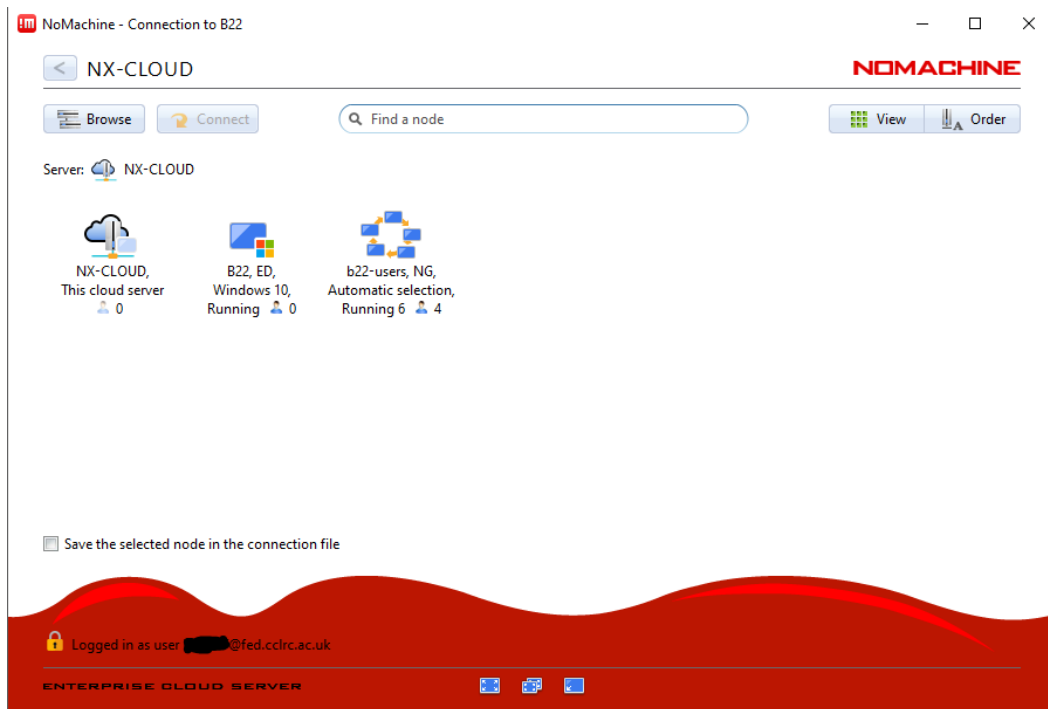 NoMachine - Connection to B22
NX-CLOUD
NOMACHINE
Browse
Connect
Find a node
View
Order
Server: NX-CLOUD
NX-CLOUD,
This cloud server
0
B22, ED,
Windows 10,
Running 0
b22-users, NG,
Automatic selection,
Running 6 4
Save the selected node in the connection file
Logged in as user @fed.cclrc.ac.uk
ENTERPRISE CLOUD SERVER